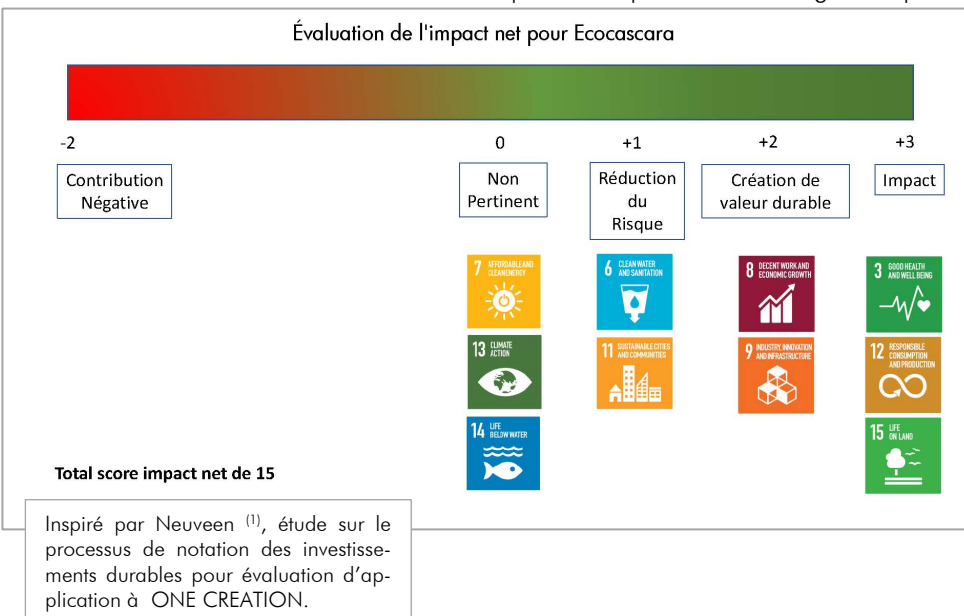 Évaluation de l'impact net pour Ecocascara
-2
0
+1
+2
+3
Contribution
Négative
Non
Pertinent
Réduction
du
Risque
Création de
valeur durable
Impact
7 AFFORDABLE AND
CLEAN ENERGY
6 CLEAN WATER
AND SANITATION
8 DECENT WORK AND
ECONOMIC GROWTH
3 GOOD HEALTH
AND WELL BEING
13 CLIMATE
ACTION
11 SUSTAINABLE CITIES
AND COMMUNITIES
9 INDUSTRY, INNOVATION
AND INFRASTRUCTURE
12 RESPONSIBLE
CONSUMPTION
AND PRODUCTION
14 LIFE
BELOW WATER
15 LIFE
ON LAND
Total score impact net de 15
Inspiré par Neuveen (1), étude sur le
processus de notation des investisse-
ments durables pour évaluation d'ap-
plication à ONE CREATION.